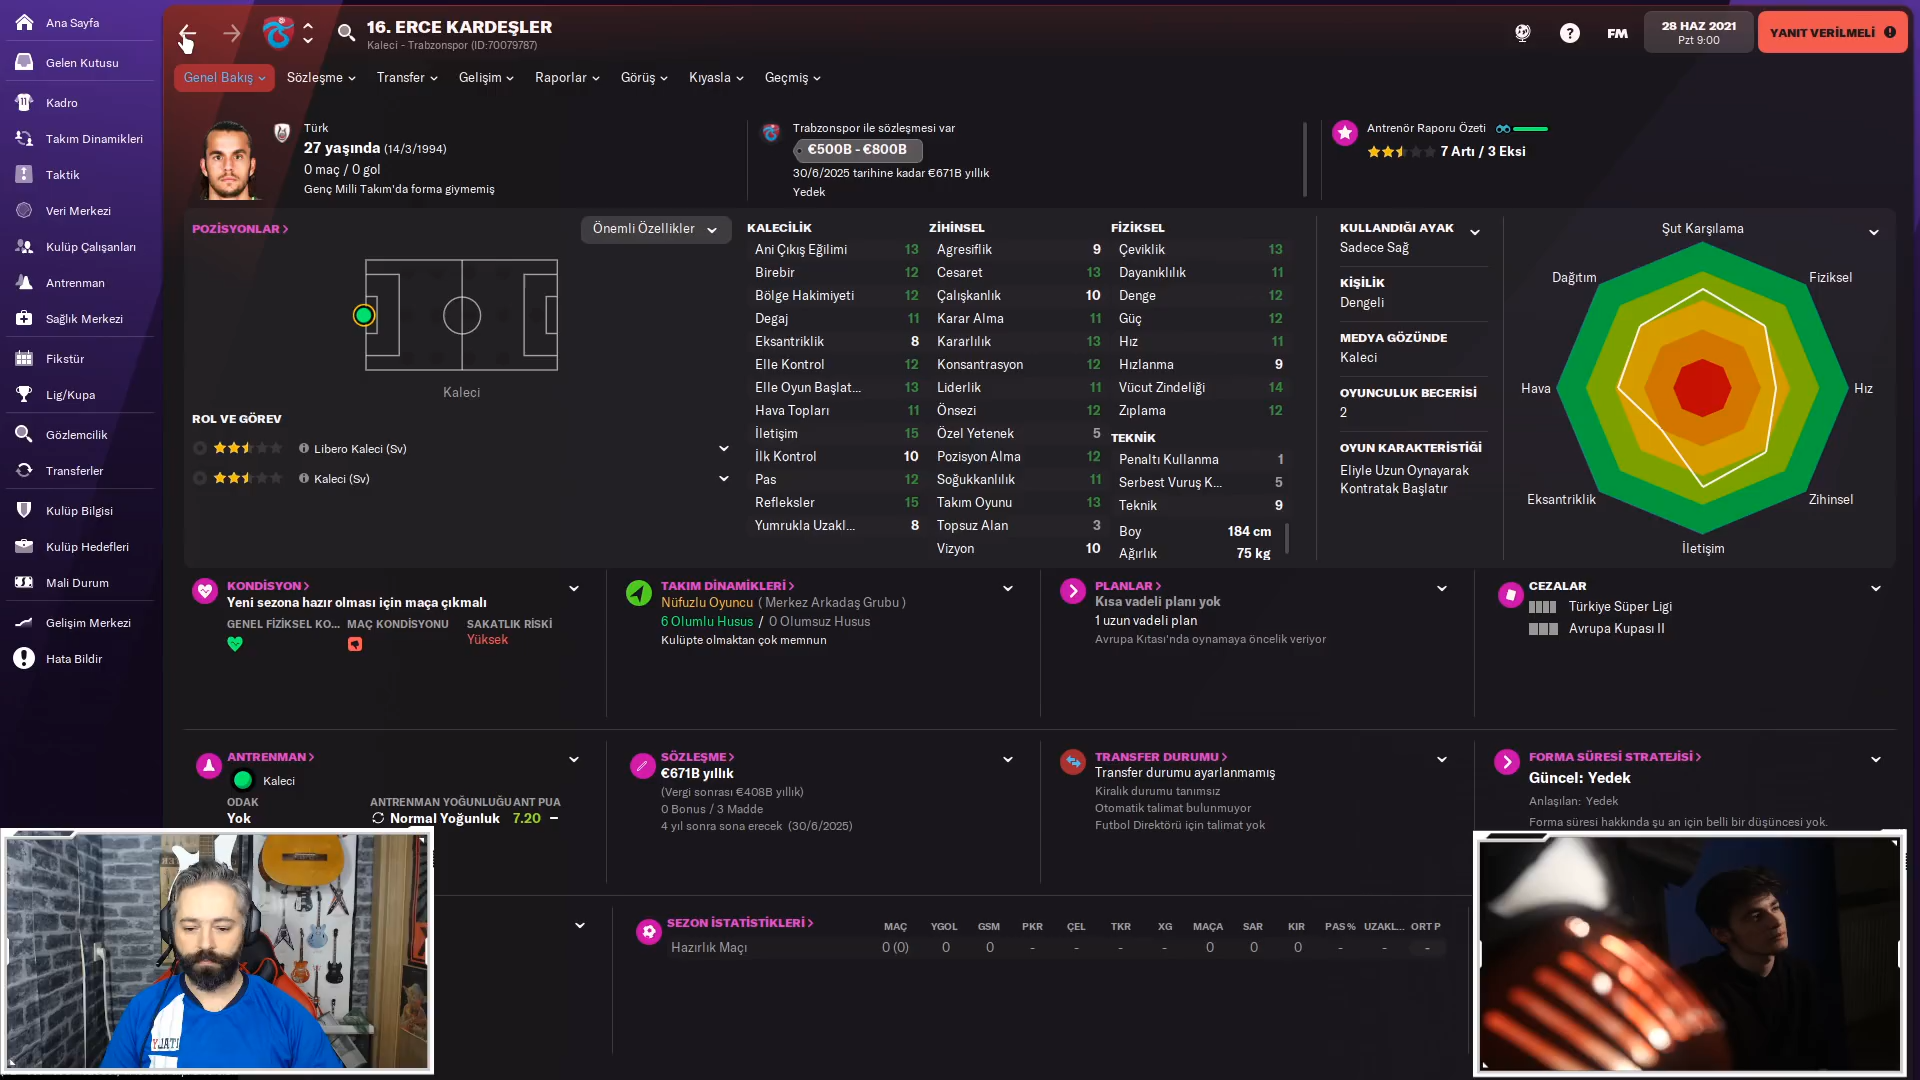 Ana Sayfa
Gelen Kutusu
Kadro
Takım Dinamikleri
Taktik
Veri Merkezi
Kulüp Çalışanları
Antrenman
Sağlık Merkezi
Fikstür
Lig/Kupa
Gözlemcilik
Transferler
Kulüp Bilgisi
Kulüp Hedefleri
Mali Durum
Gelişim Merkezi
Hata Bildir
16. ERCE KARDEŞLER
Kaleci - Trabzonspor (ID:70079787)
FM
28 HAZ 2021
Pzt 9:00
YANIT VERİLMELİ
Genel Bakış Sözleşme Transfer Gelişim Raporlar Görüş Kıyasla Geçmiş
Türk
27 yaşında (14/3/1994)
0 maç / 0 gol
Genç Milli Takım'da forma giymemiş
Trabzonspor ile sözleşmesi var
€500B - €800B
30/6/2025 tarihine kadar €671B yıllık
Yedek
Antrenör Raporu Özeti
7 Artı / 3 Eksi
POZİSYONLAR
Önemli Özellikler
Kaleci
ROL VE GÖREV
Libero Kaleci (Sv)
Kaleci (Sv)
KALECİLİK
Ani Çıkış Eğilimi 13
Birebir 12
Bölge Hakimiyeti 12
Degaj 11
Eksantriklik 8
Elle Kontrol 12
Elle Oyun Başlat... 13
Hava Topları 11
İletişim 15
İlk Kontrol 10
Pas 12
Refleksler 15
Yumrukla Uzakl... 8
ZİHİNSEL
Agresiflik 9
Cesaret 13
Çalışkanlık 10
Karar Alma 11
Kararlılık 13
Konsantrasyon 12
Liderlik 11
Önsezi 12
Özel Yetenek 5
Pozisyon Alma 12
Soğukkanlılık 11
Takım Oyunu 13
Topsuz Alan 3
Vizyon 10
FİZİKSEL
Çeviklik 13
Dayanıklılık 11
Denge 12
Güç 12
Hız 11
Hızlanma 9
Vücut Zindeliği 14
Zıplama 12
TEKNİK
Penaltı Kullanma 1
Serbest Vuruş K... 5
Teknik 9
Boy 184 cm
Ağırlık 75 kg
KULLANDIĞI AYAK
Sadece Sağ
KİŞİLİK
Dengeli
MEDYA GÖZÜNDE
Kaleci
OYUNCULUK BECERİSİ
2
OYUN KARAKTERİSTİĞİ
Eliyle Uzun Oynayarak
Kontratak Başlatır
Şut Karşılama
Dağıtım
Fiziksel
Hava
Hız
Eksantriklik
Zihinsel
İletişim
KONDİSYON
Yeni sezona hazır olması için maça çıkmalı
GENEL FİZİKSEL KO... MAÇ KONDİSYONU SAKATLIK RİSKİ
Yüksek
TAKIM DİNAMİKLERİ
Nüfuzlu Oyuncu ( Merkez Arkadaş Grubu )
6 Olumlu Husus / 0 Olumsuz Husus
Kulüpte olmaktan çok memnun
PLANLAR
Kısa vadeli planı yok
1 uzun vadeli plan
Avrupa Kıtası'nda oynamaya öncelik veriyor
CEZALAR
Türkiye Süper Ligi
Avrupa Kupası II
ANTRENMAN
Kaleci
ODAK ANTRENMAN YOĞUNLUĞU ANT PUA
Yok Normal Yoğunluk 7.20 –
SÖZLEŞME
€671B yıllık
(Vergi sonrası €408B yıllık)
0 Bonus / 3 Madde
4 yıl sonra sona erecek (30/6/2025)
TRANSFER DURUMU
Transfer durumu ayarlanmamış
Kiralık durumu tanımsız
Otomatik talimat bulunmuyor
Futbol Direktörü için talimat yok
FORMA SÜRESİ STRATEJİSİ
Güncel: Yedek
Anlaşılan: Yedek
Forma süresi hakkında şu an için belli bir düşüncesi yok.
SEZON İSTATİSTİKLERİ MAÇ YGOL GSM PKR ÇEL TKR XG MAÇA SAR KIR PAS % UZAKL... ORT P
Hazırlık Maçı 0 (0) 0 0 - - - - 0 0 0 - - -